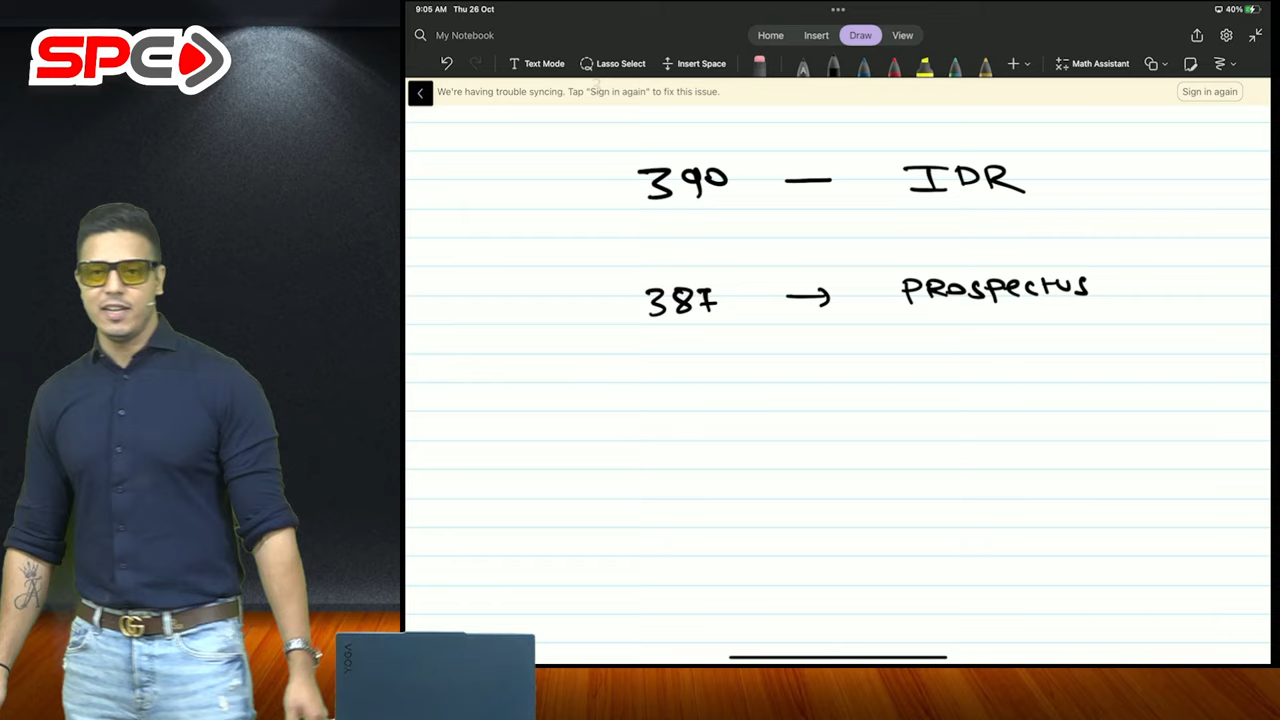 SPC
9:05 AM Thu 26 Oct
40%
My Notebook
Home Insert Draw View
Text Mode Lasso Select Insert Space Math Assistant
We're having trouble syncing. Tap "Sign in again" to fix this issue. Sign in again
390 — IDR
387 → Prospectus
YOGA